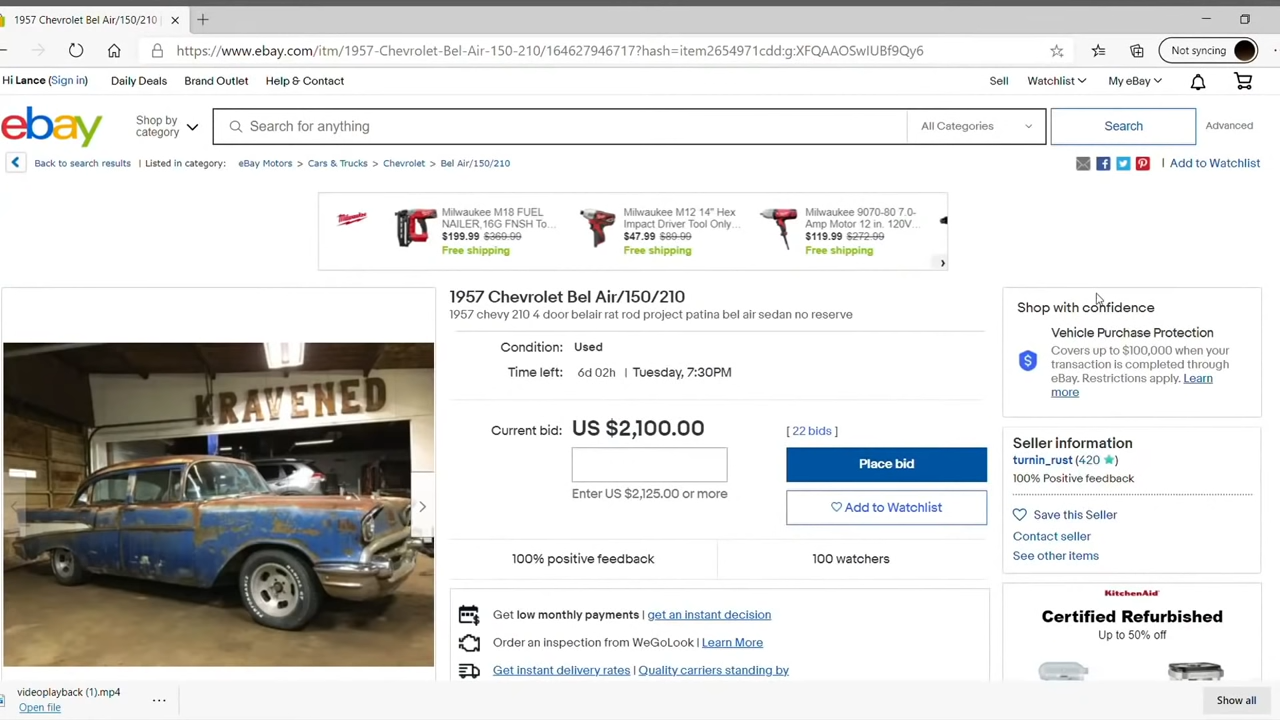 1957 Chevrolet Bel Air/150/210
https://www.ebay.com/itm/1957-Chevrolet-Bel-Air-150-210/164627946717?hash=item2654971cdd:g:XFQAAOSwIUBf9Qy6
Not syncing
Hi Lance (Sign in)
Daily Deals
Brand Outlet
Help & Contact
Sell
Watchlist
My eBay
ebay
Shop by
category
Search for anything
All Categories
Search
Advanced
Back to search results | Listed in category: eBay Motors > Cars & Trucks > Chevrolet > Bel Air/150/210
| Add to Watchlist
Milwaukee
Milwaukee M18 FUEL
NAILER,16G FNSH To...
$199.99 $369.99
Free shipping
Milwaukee M12 14" Hex
Impact Driver Tool Only...
$47.99 $89.99
Free shipping
Milwaukee 9070-80 7.0-
Amp Motor 12 in. 120V...
$119.99 $272.99
Free shipping
KRAVENED
1957 Chevrolet Bel Air/150/210
1957 chevy 210 4 door belair rat rod project patina bel air sedan no reserve
Condition: Used
Time left: 6d 02h | Tuesday, 7:30PM
Current bid: US $2,100.00
[ 22 bids ]
Place bid
Enter US $2,125.00 or more
Add to Watchlist
100% positive feedback
100 watchers
Get low monthly payments | get an instant decision
Order an inspection from WeGoLook | Learn More
Get instant delivery rates | Quality carriers standing by
Shop with confidence
Vehicle Purchase Protection
Covers up to $100,000 when your
transaction is completed through
eBay. Restrictions apply. Learn
more
Seller information
turnin_rust (420)
100% Positive feedback
Save this Seller
Contact seller
See other items
KitchenAid
Certified Refurbished
Up to 50% off
videoplayback (1).mp4
Open file
Show all